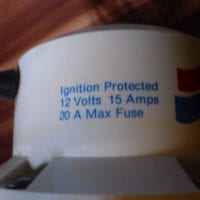 Ignition Protected
12 Volts 15 Amps
20 A Max Fuse